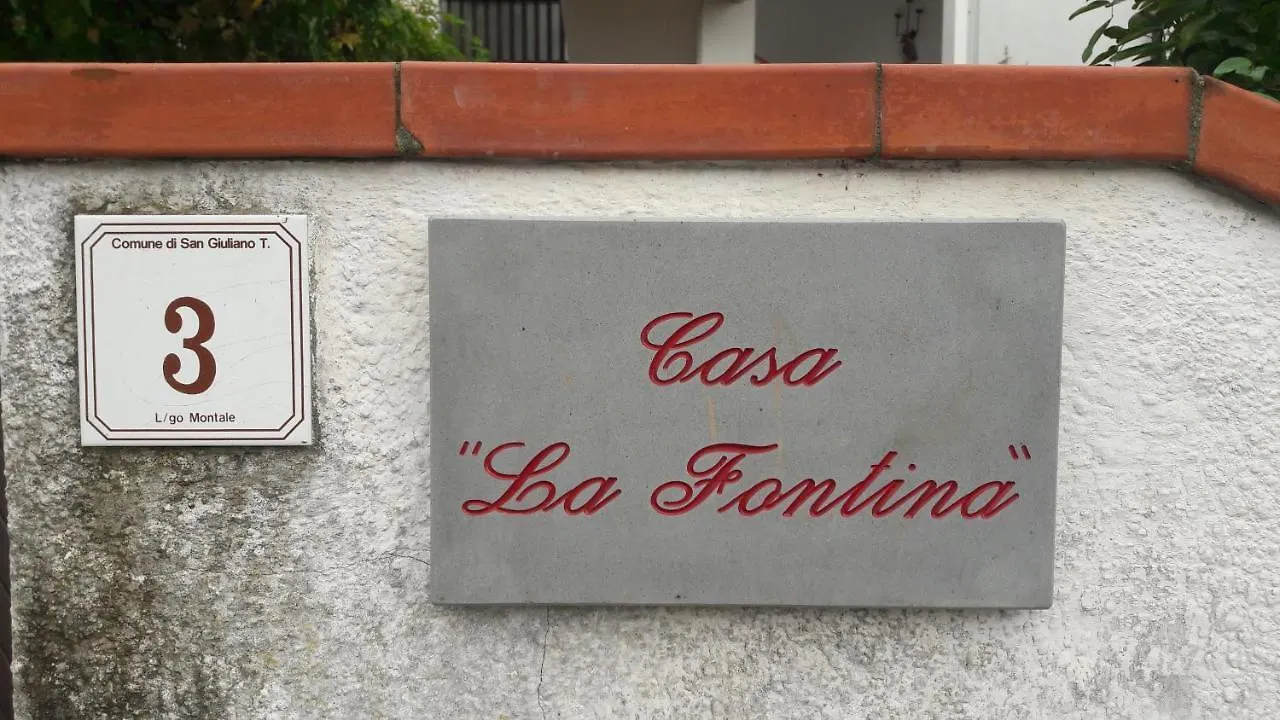 Comune di San Giuliano T.
3
L/go Montale
Casa
"La Fontina"